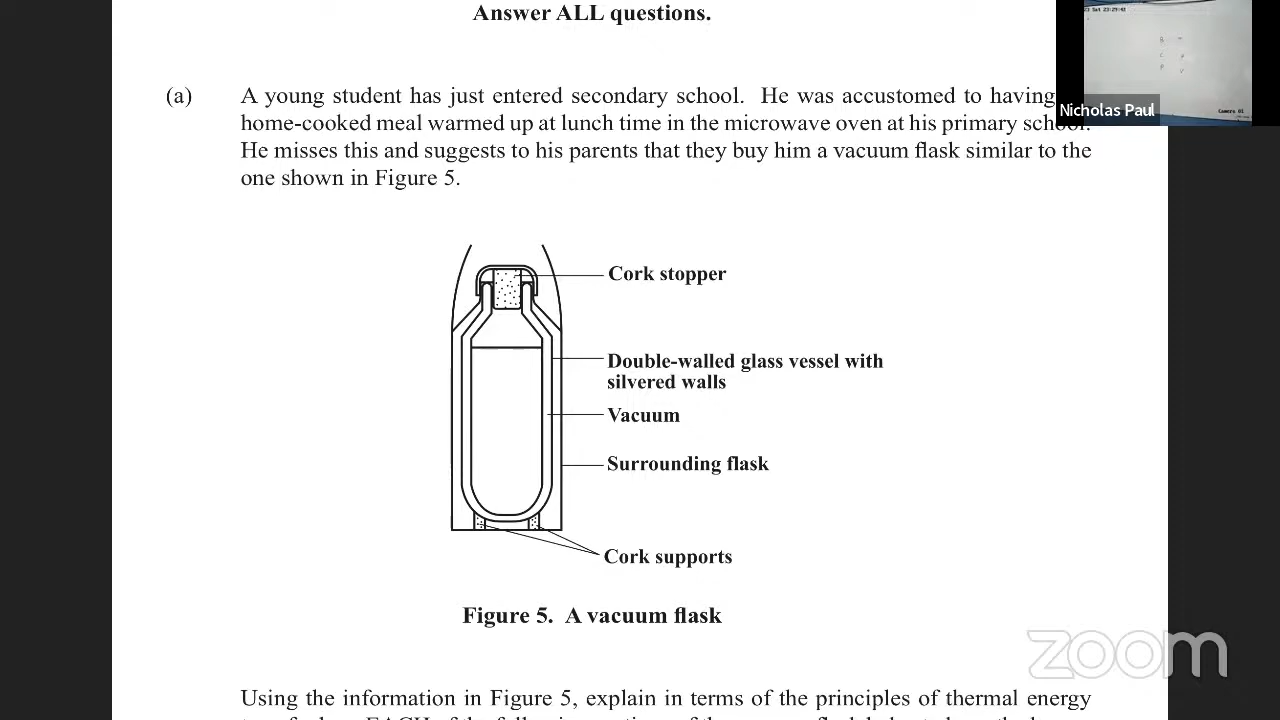 Answer ALL questions.
Nicholas Paul
(a) A young student has just entered secondary school. He was accustomed to having
home-cooked meal warmed up at lunch time in the microwave oven at his primary school.
He misses this and suggests to his parents that they buy him a vacuum flask similar to the
one shown in Figure 5.
Cork stopper
Double-walled glass vessel with
silvered walls
Vacuum
Surrounding flask
Cork supports
Figure 5. A vacuum flask
zoom
Using the information in Figure 5, explain in terms of the principles of thermal energy